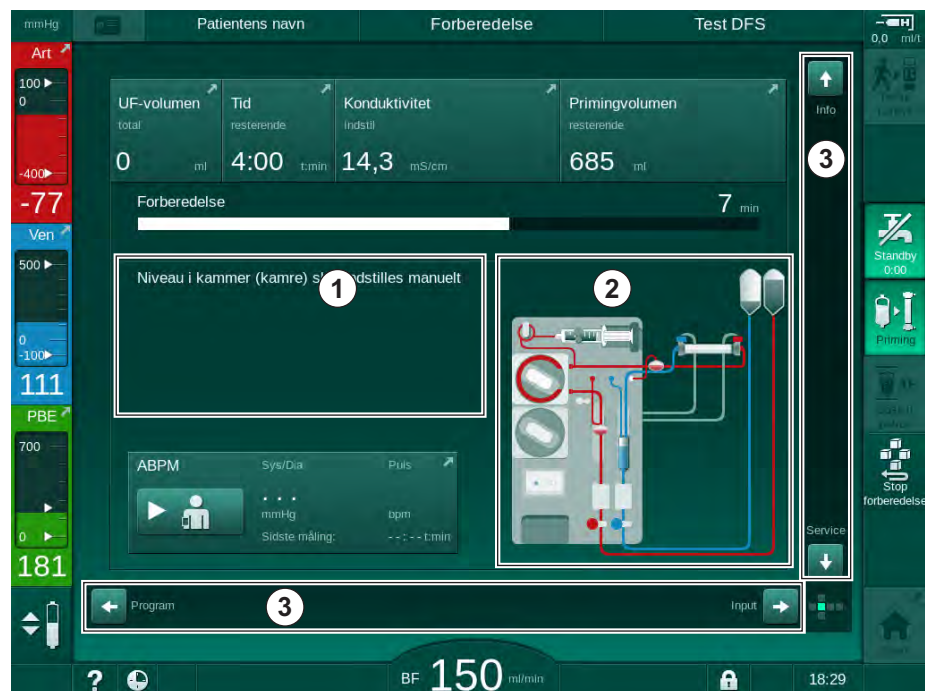 mmHg
Patientens navn
Forberedelse
Test DFS
0,0 ml/t
Art
100
0
-400
-77
Ven
500
0
-100
111
PBE
700
0
181
UF-volumen
total
0 ml
Tid
resterende
4:00 t:min
Konduktivitet
indstil
14,3 mS/cm
Primingvolumen
resterende
685 ml
Forberedelse
7 min
Niveau i kammer (kamre) indstilles manuelt
1
2
ABPM
Sys/Dia
Puls
. . .
mmHg
bpm
Sidste måling:
--:-- t:min
Info
3
Service
Program
3
Input
Standby
0:00
Priming
Stop
forberedelse
?
BF 150 ml/min
18:29